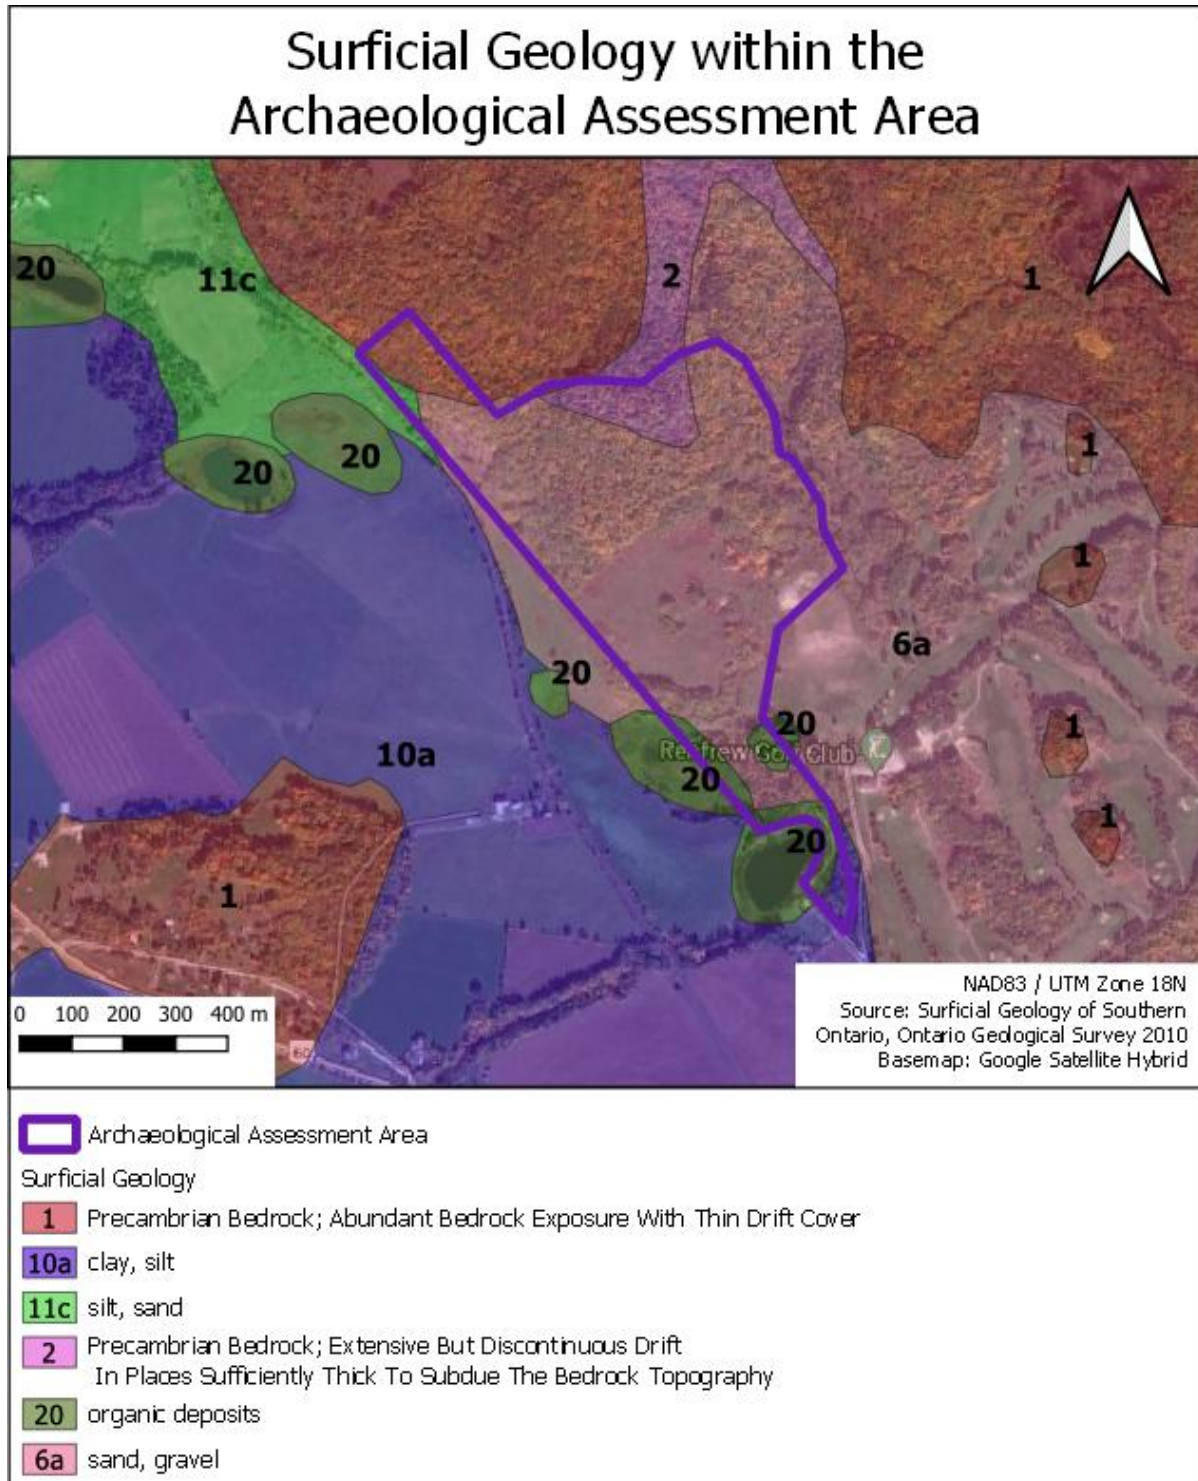 Surficial Geology within the
Archaeological Assessment Area
20
11c
2
1
1
20
20
1
6a
20
20
1
Renfrew Golf Club
10a
20
1
20
1
NAD83 / UTM Zone 18N
Source: Surficial Geology of Southern
Ontario, Ontario Geological Survey 2010
Basemap: Google Satellite Hybrid
0 100 200 300 400 m
60
Archaeological Assessment Area
Surficial Geology
1 Precambrian Bedrock; Abundant Bedrock Exposure With Thin Drift Cover
10a clay, silt
11c silt, sand
2 Precambrian Bedrock; Extensive But Discontinuous Drift
In Places Sufficiently Thick To Subdue The Bedrock Topography
20 organic deposits
6a sand, gravel